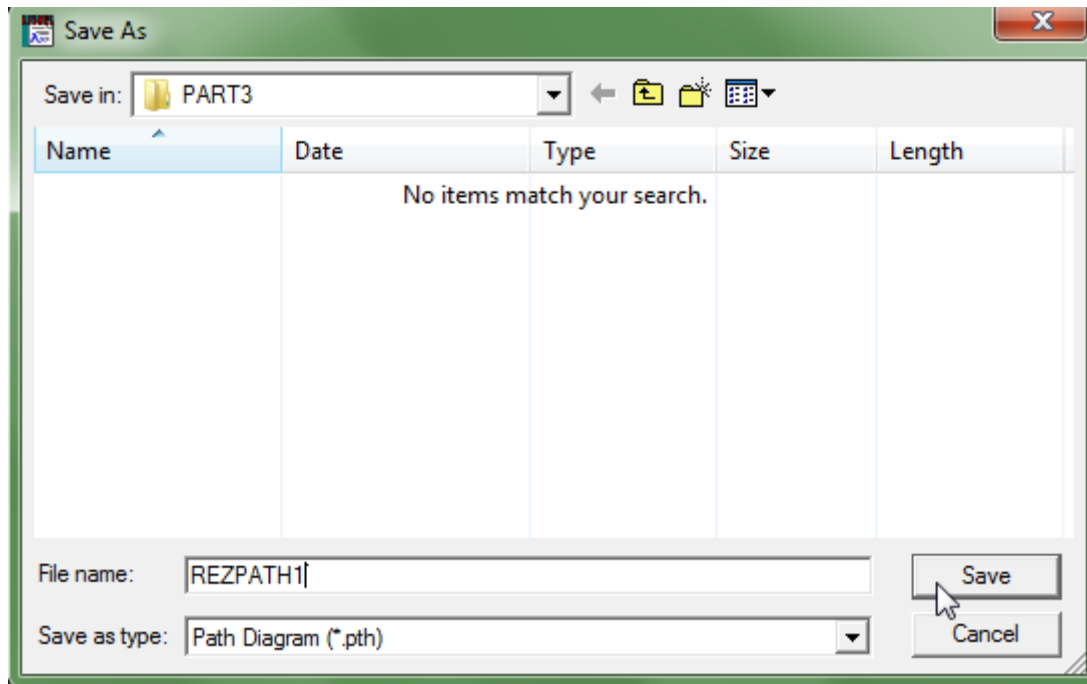 Save As
Save in: PART3
Name Date Type Size Length
No items match your search.
File name: REZPATH1 Save
Save as type: Path Diagram (*.pth) Cancel